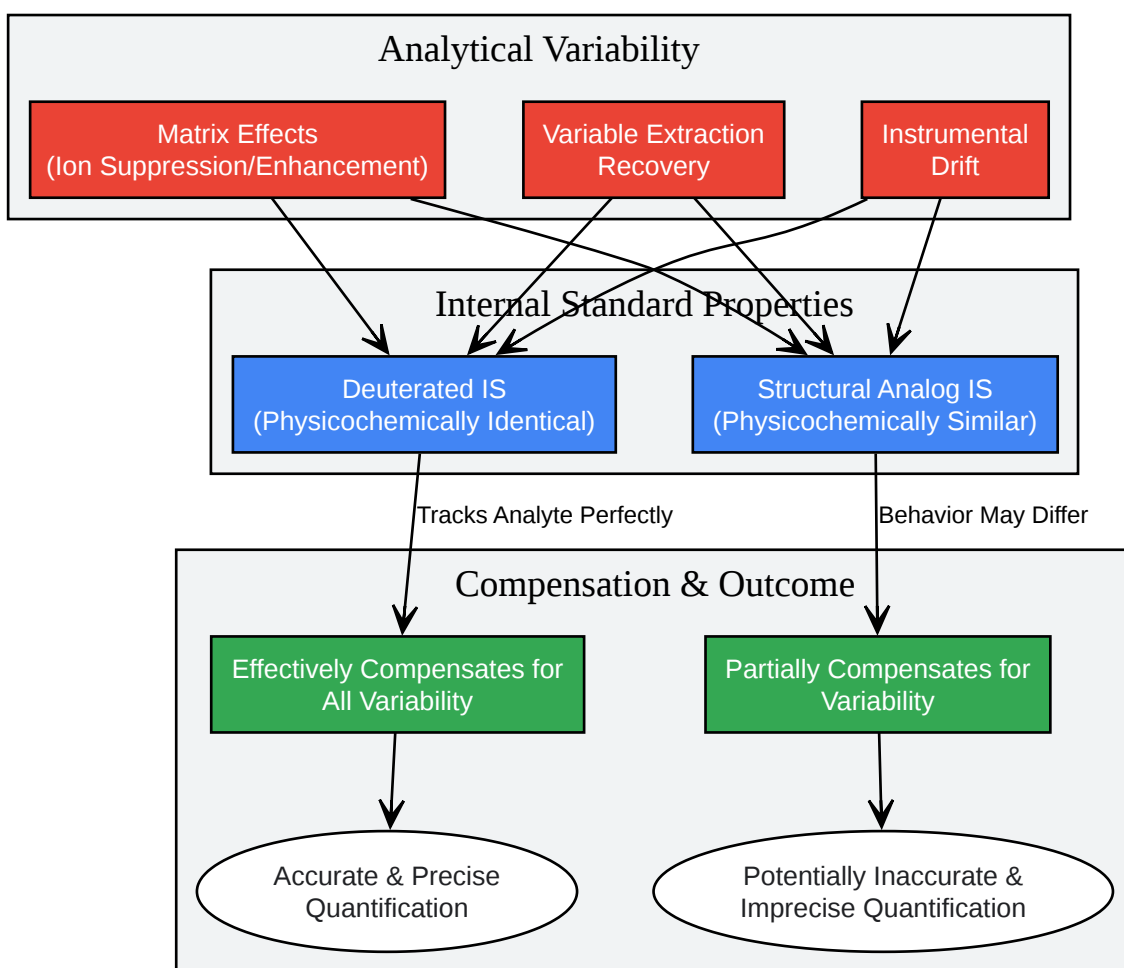 Analytical Variability
Matrix Effects
(Ion Suppression/Enhancement)
Variable Extraction
Recovery
Instrumental
Drift
Internal Standard Properties
Deuterated IS
(Physicochemically Identical)
Structural Analog IS
(Physicochemically Similar)
Tracks Analyte Perfectly
Behavior May Differ
Compensation & Outcome
Effectively Compensates for
All Variability
Partially Compensates for
Variability
Accurate & Precise
Quantification
Potentially Inaccurate &
Imprecise Quantification